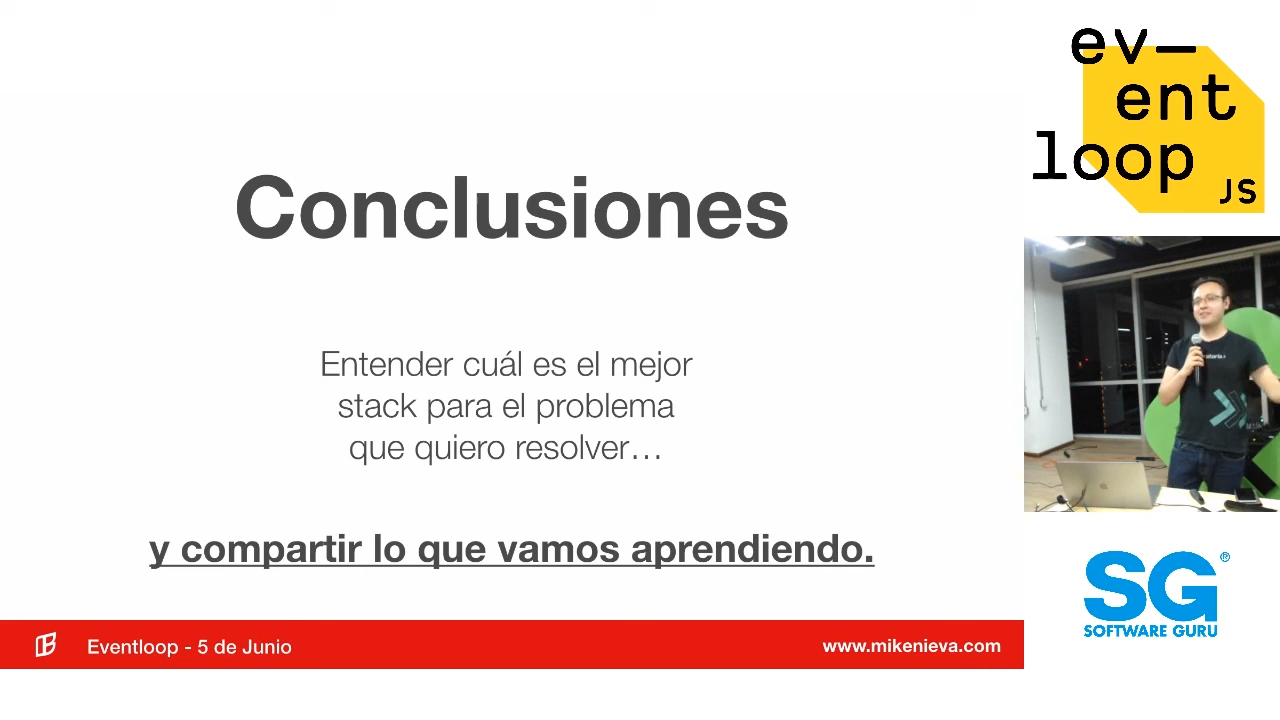 Conclusiones
Entender cuál es el mejor
stack para el problema
que quiero resolver…
y compartir lo que vamos aprendiendo.
Eventloop - 5 de Junio
www.mikenieva.com
ev—
ent
loop
JS
SG®
SOFTWARE GURU